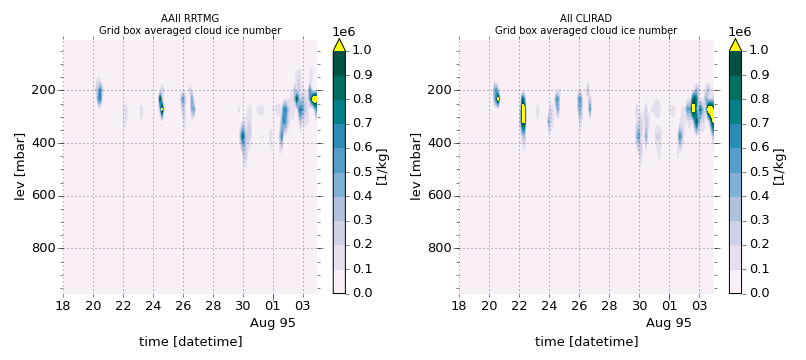 AAII RRTMG
Grid box averaged cloud ice number
1e6
1.0
0.9
0.8
0.7
0.6
0.5
0.4
0.3
0.2
0.1
0.0
[1/kg]
lev [mbar]
200
400
600
800
18 20 22 24 26 28 30 01 03
Aug 95
time [datetime]
AII CLIRAD
Grid box averaged cloud ice number
1e6
1.0
0.9
0.8
0.7
0.6
0.5
0.4
0.3
0.2
0.1
0.0
[1/kg]
lev [mbar]
200
400
600
800
18 20 22 24 26 28 30 01 03
Aug 95
time [datetime]